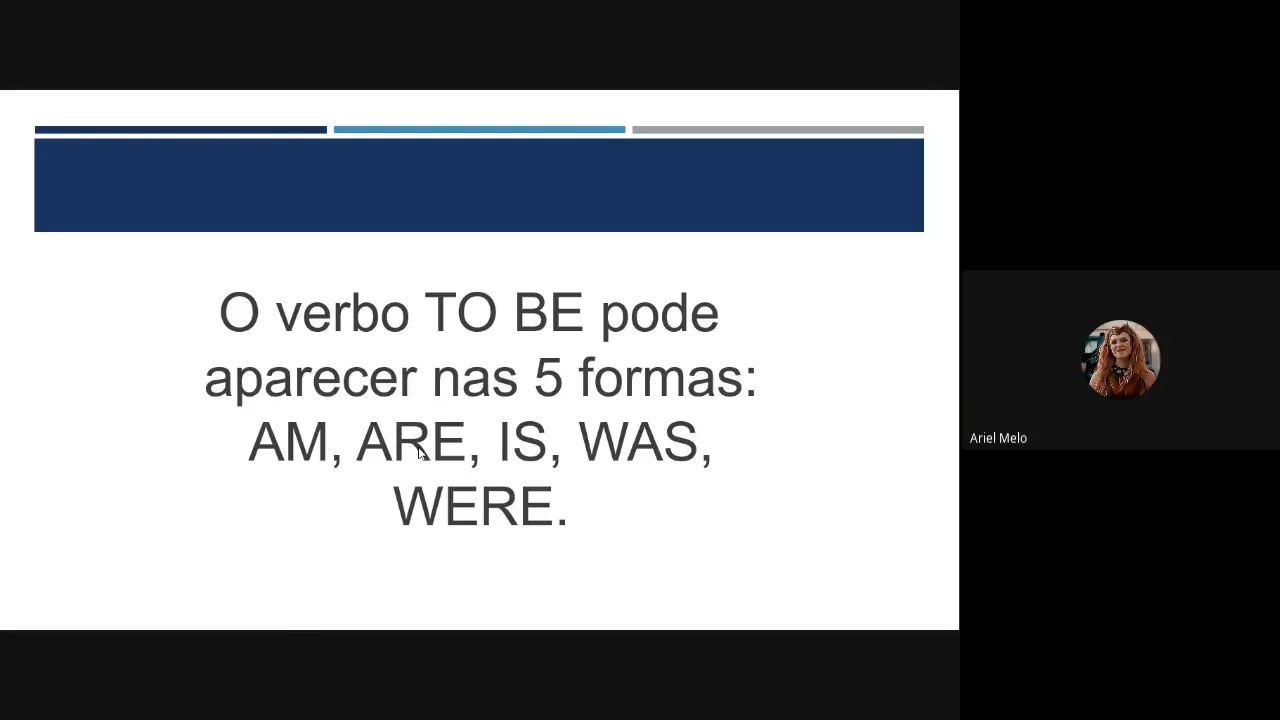 O verbo TO BE pode
aparecer nas 5 formas:
AM, ARE, IS, WAS,
WERE.
Ariel Melo